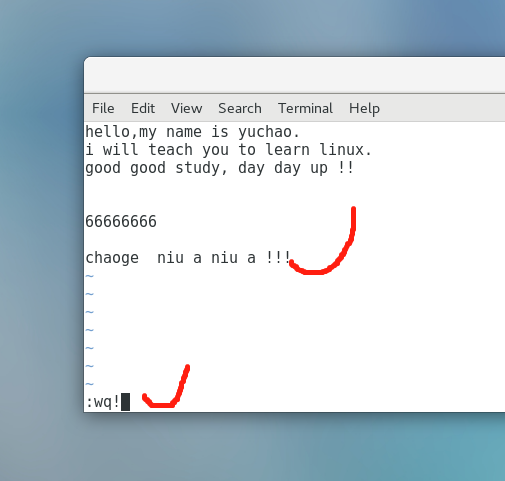 File Edit View Search Terminal Help
hello,my name is yuchao.
i will teach you to learn linux.
good good study, day day up !!
66666666
chaoge  niu a niu a !!!
~
~
~
~
~
~
~
:wq!